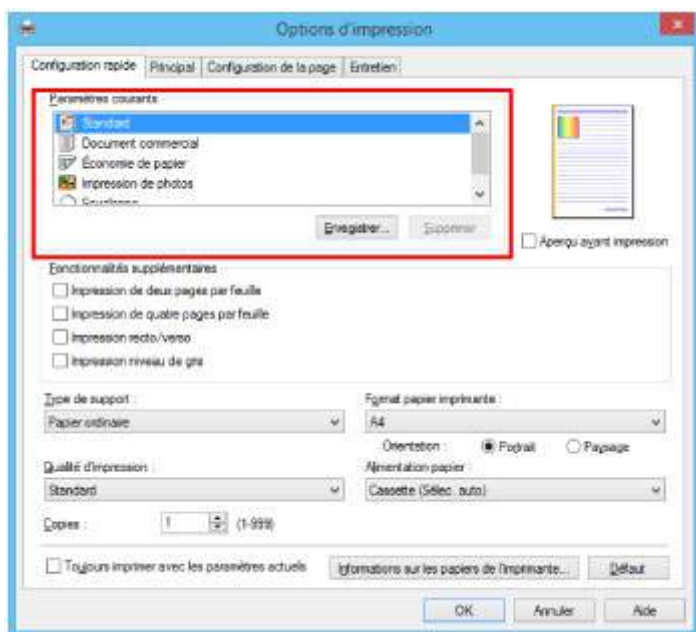 Options d'impression
Configuration rapide Principal Configuration de la page Entretien
Paramètres courants
Standard
Document commercial
Économie de papier
Impression de photos
Enveloppe
Enregistrer... Supprimer
Aperçu avant impression
Fonctionnalités supplémentaires
Impression de deux pages par feuille
Impression de quatre pages par feuille
Impression recto/verso
Impression niveau de gris
Type de support : Format papier imprimante :
Papier ordinaire A4
Orientation : Portrait Paysage
Qualité d'impression : Alimentation papier :
Standard Cassette (Sélec. auto)
Copies : 1 (1-999)
Toujours imprimer avec les paramètres actuels Informations sur les papiers de l'imprimante... Défaut
OK Annuler Aide